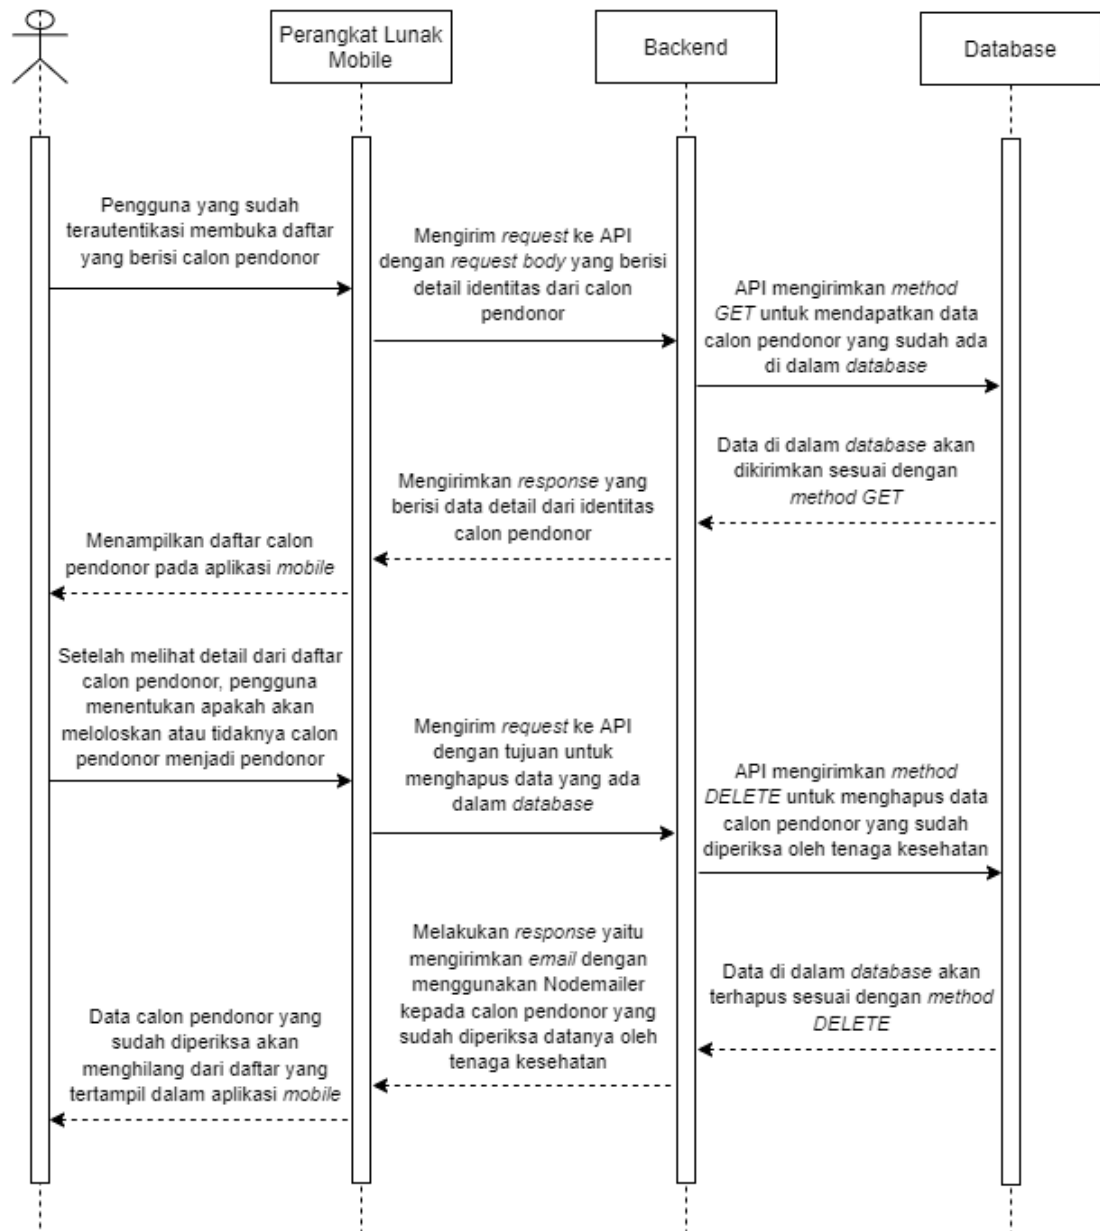 Perangkat Lunak
Mobile
Backend
Database
Pengguna yang sudah
terautentikasi membuka daftar
yang berisi calon pendonor
Mengirim request ke API
dengan request body yang berisi
detail identitas dari calon
pendonor
API mengirimkan method
GET untuk mendapatkan data
calon pendonor yang sudah ada
di dalam database
Data di dalam database akan
dikirimkan sesuai dengan
method GET
Mengirimkan response yang
berisi data detail dari identitas
calon pendonor
Menampilkan daftar calon
pendonor pada aplikasi mobile
Setelah melihat detail dari daftar
calon pendonor, pengguna
menentukan apakah akan
meloloskan atau tidaknya calon
pendonor menjadi pendonor
Mengirim request ke API
dengan tujuan untuk
menghapus data yang ada
dalam database
API mengirimkan method
DELETE untuk menghapus data
calon pendonor yang sudah
diperiksa oleh tenaga kesehatan
Data di dalam database akan
terhapus sesuai dengan method
DELETE
Melakukan response yaitu
mengirimkan email dengan
menggunakan Nodemailer
kepada calon pendonor yang
sudah diperiksa datanya oleh
tenaga kesehatan
Data calon pendonor yang
sudah diperiksa akan
menghilang dari daftar yang
tertampil dalam aplikasi mobile